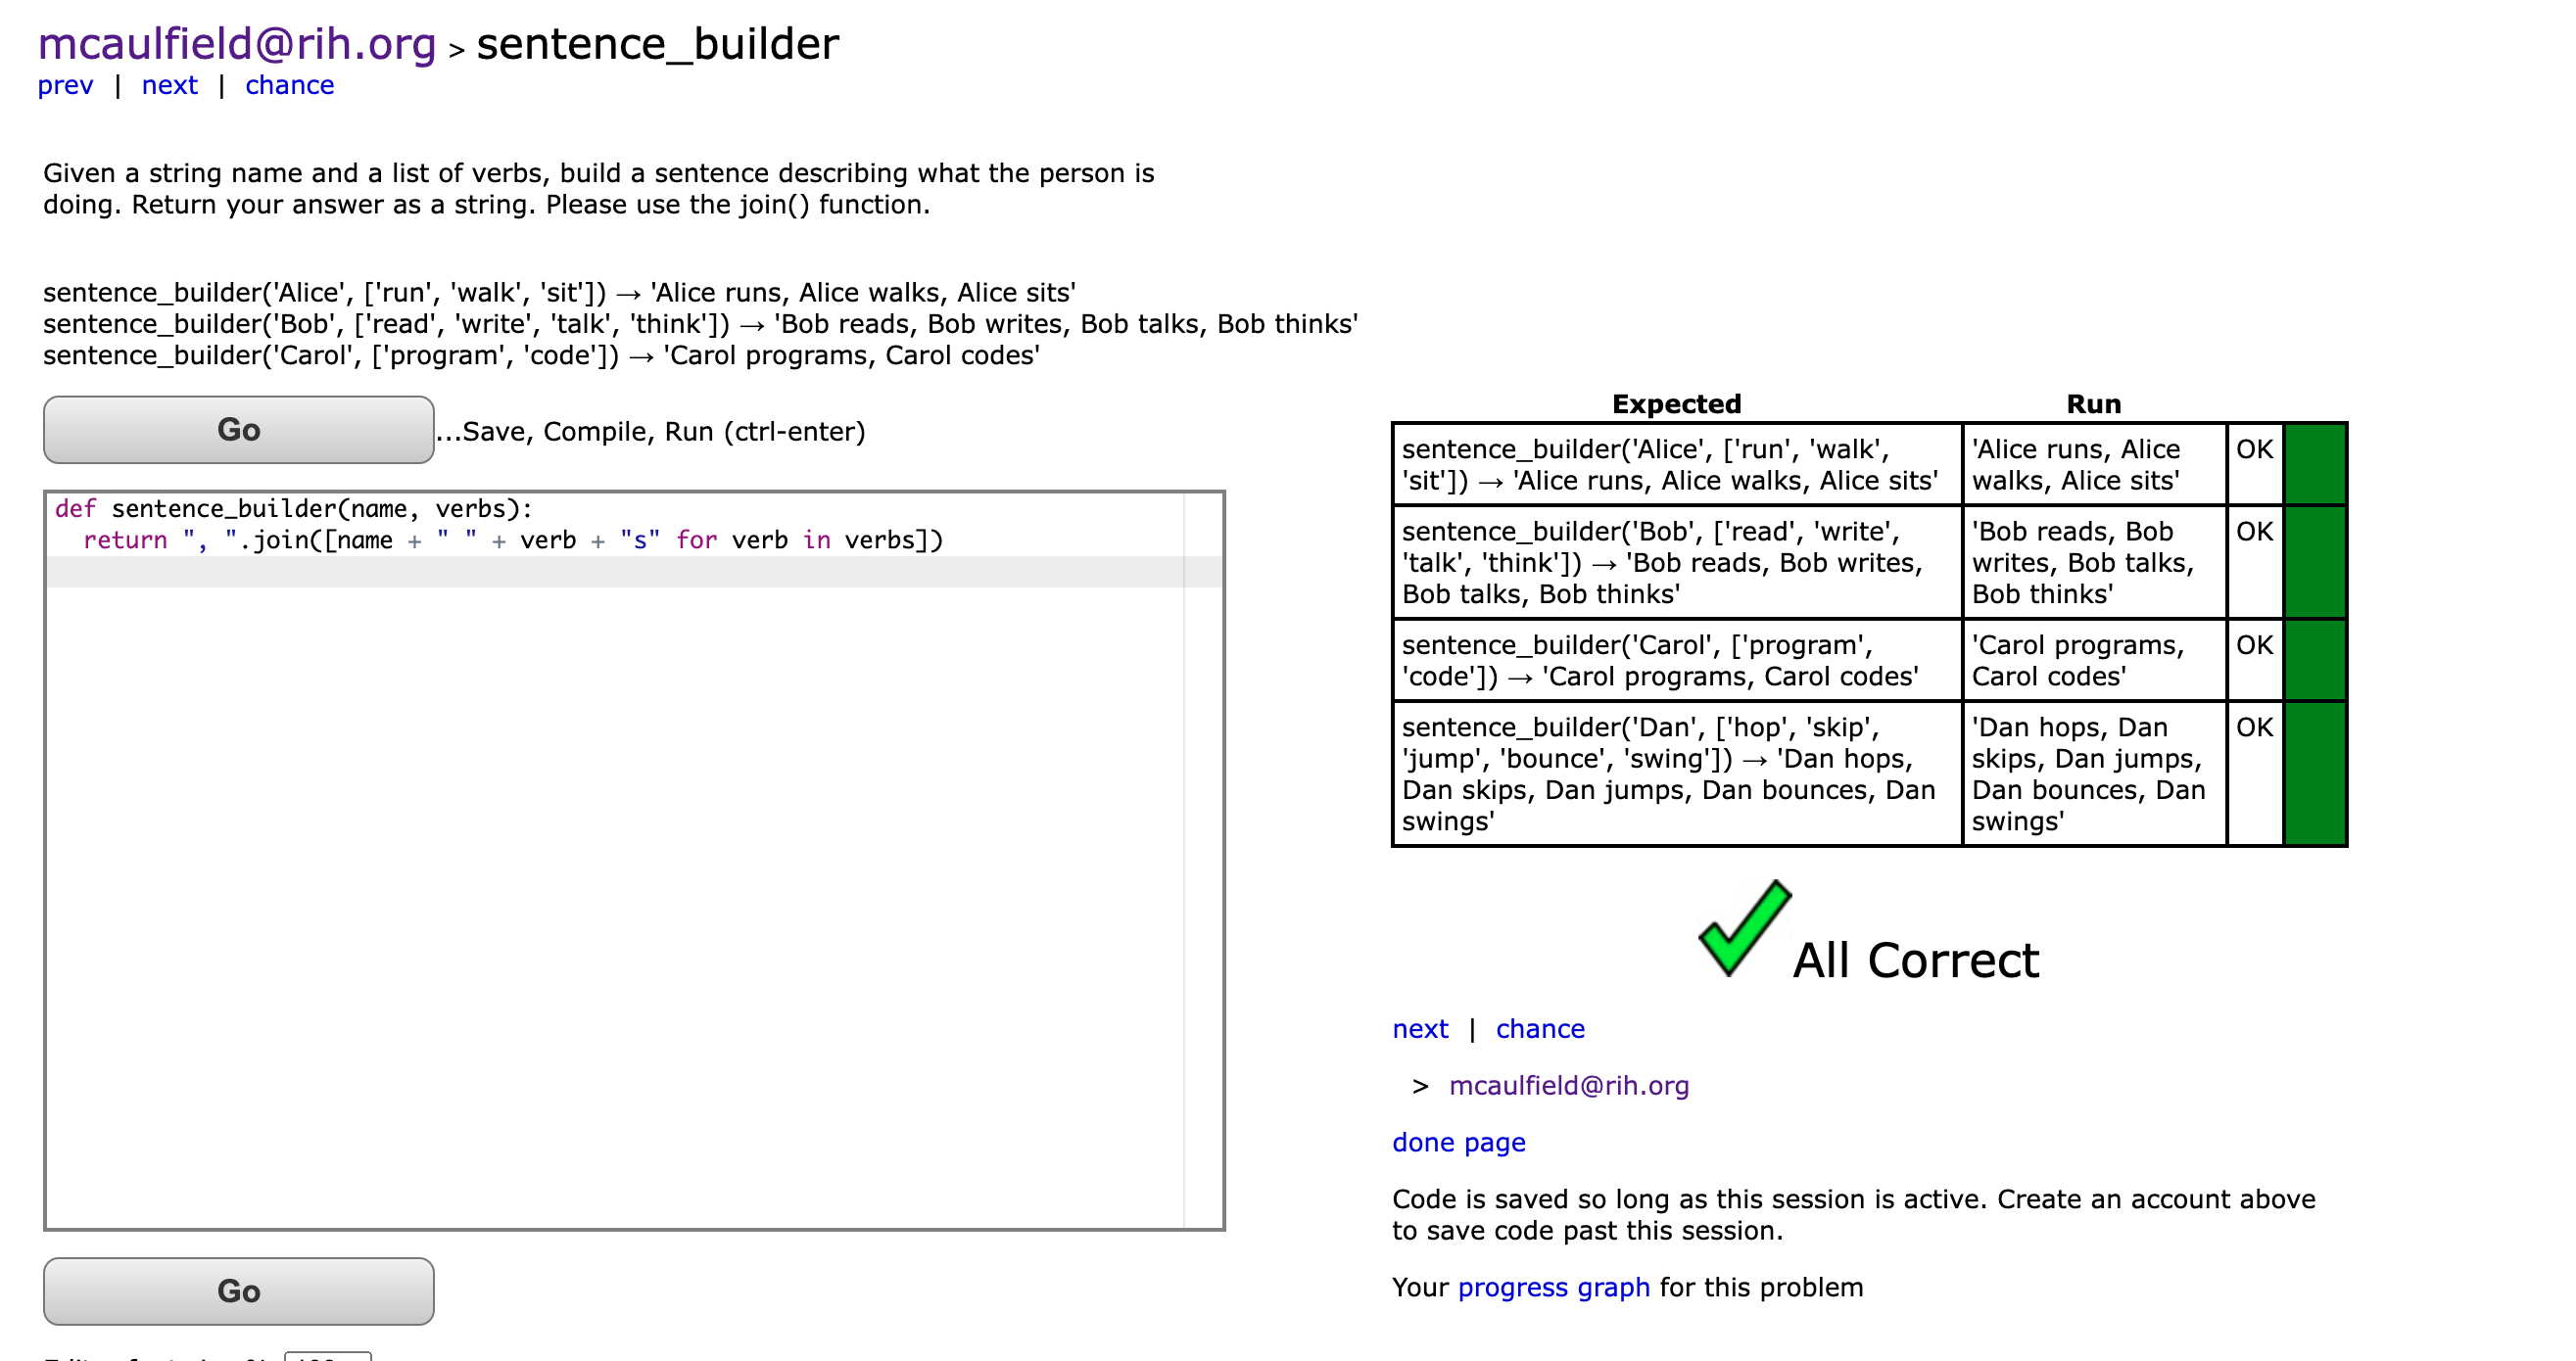 mcaulfield@rih.org > sentence_builder
prev | next | chance
Given a string name and a list of verbs, build a sentence describing what the person is
doing. Return your answer as a string. Please use the join() function.
sentence_builder('Alice', ['run', 'walk', 'sit']) → 'Alice runs, Alice walks, Alice sits'
sentence_builder('Bob', ['read', 'write', 'talk', 'think']) → 'Bob reads, Bob writes, Bob talks, Bob thinks'
sentence_builder('Carol', ['program', 'code']) → 'Carol programs, Carol codes'
Go
...Save, Compile, Run (ctrl-enter)
def sentence_builder(name, verbs):
  return ", ".join([name + " " + verb + "s" for verb in verbs])
Go
Expected Run
sentence_builder('Alice', ['run', 'walk',
'sit']) → 'Alice runs, Alice walks, Alice sits'
'Alice runs, Alice
walks, Alice sits'
OK
sentence_builder('Bob', ['read', 'write',
'talk', 'think']) → 'Bob reads, Bob writes,
Bob talks, Bob thinks'
'Bob reads, Bob
writes, Bob talks,
Bob thinks'
OK
sentence_builder('Carol', ['program',
'code']) → 'Carol programs, Carol codes'
'Carol programs,
Carol codes'
OK
sentence_builder('Dan', ['hop', 'skip',
'jump', 'bounce', 'swing']) → 'Dan hops,
Dan skips, Dan jumps, Dan bounces, Dan
swings'
'Dan hops, Dan
skips, Dan jumps,
Dan bounces, Dan
swings'
OK
All Correct
next | chance
> mcaulfield@rih.org
done page
Code is saved so long as this session is active. Create an account above
to save code past this session.
Your progress graph for this problem